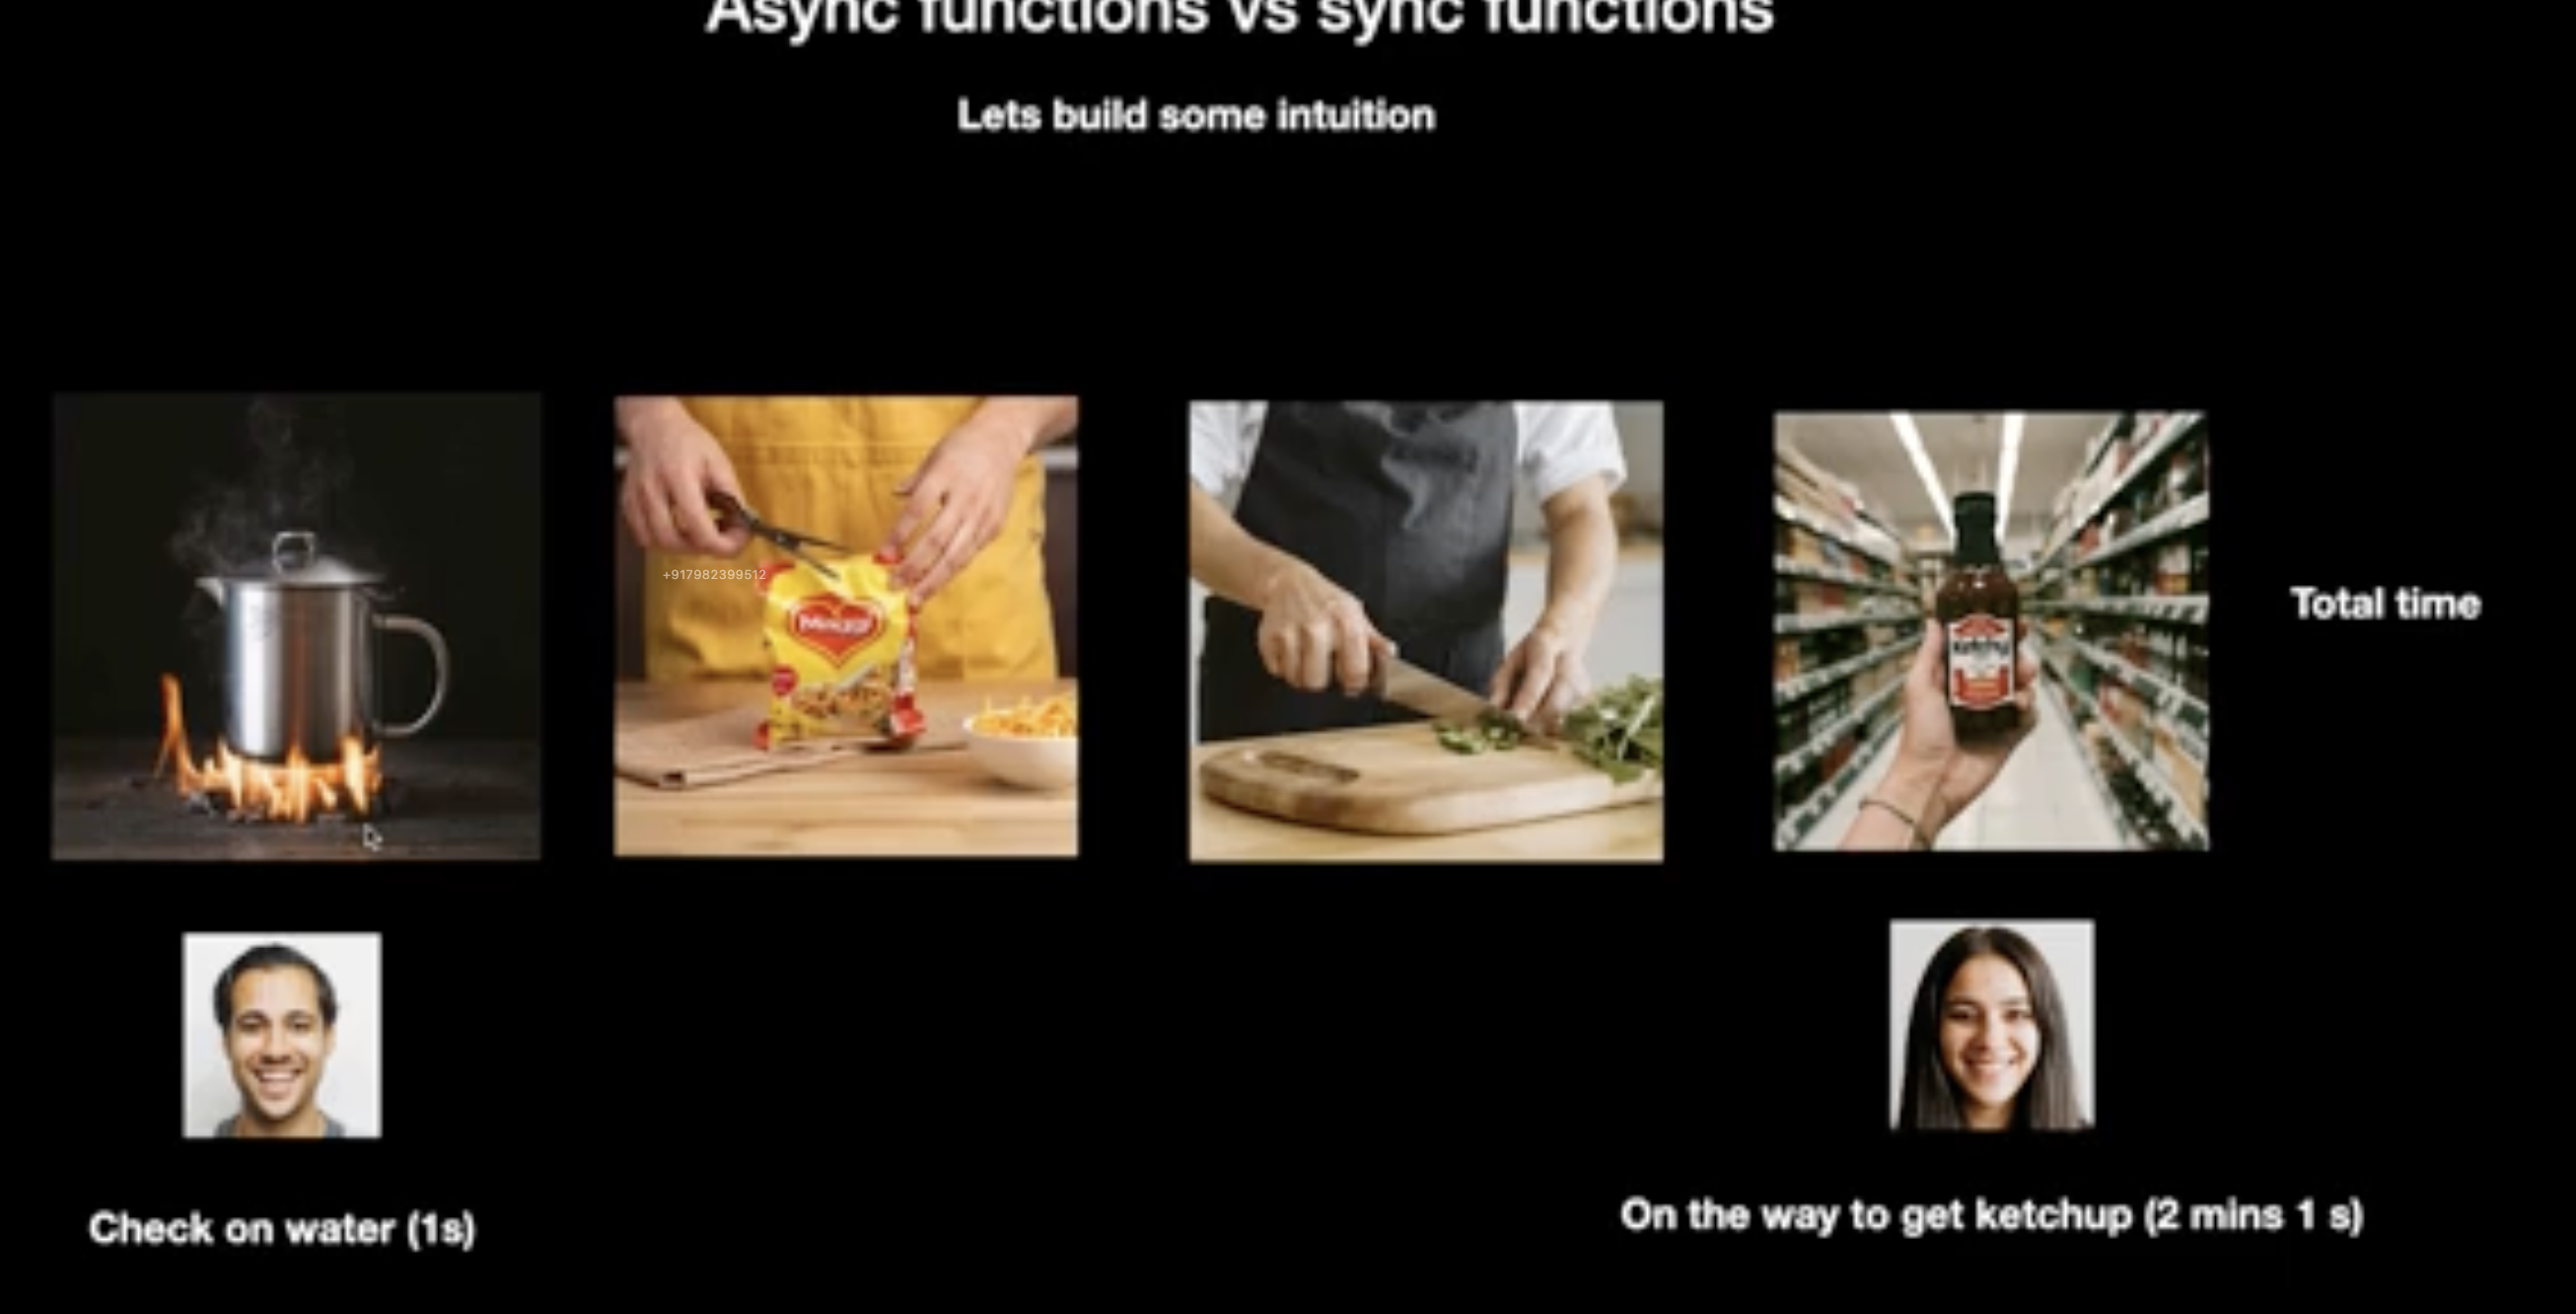 Async functions vs sync functions
Lets build some intuition
+917982399512
Maggi
Ketchup
Total time
Check on water (1s)
On the way to get ketchup (2 mins 1 s)